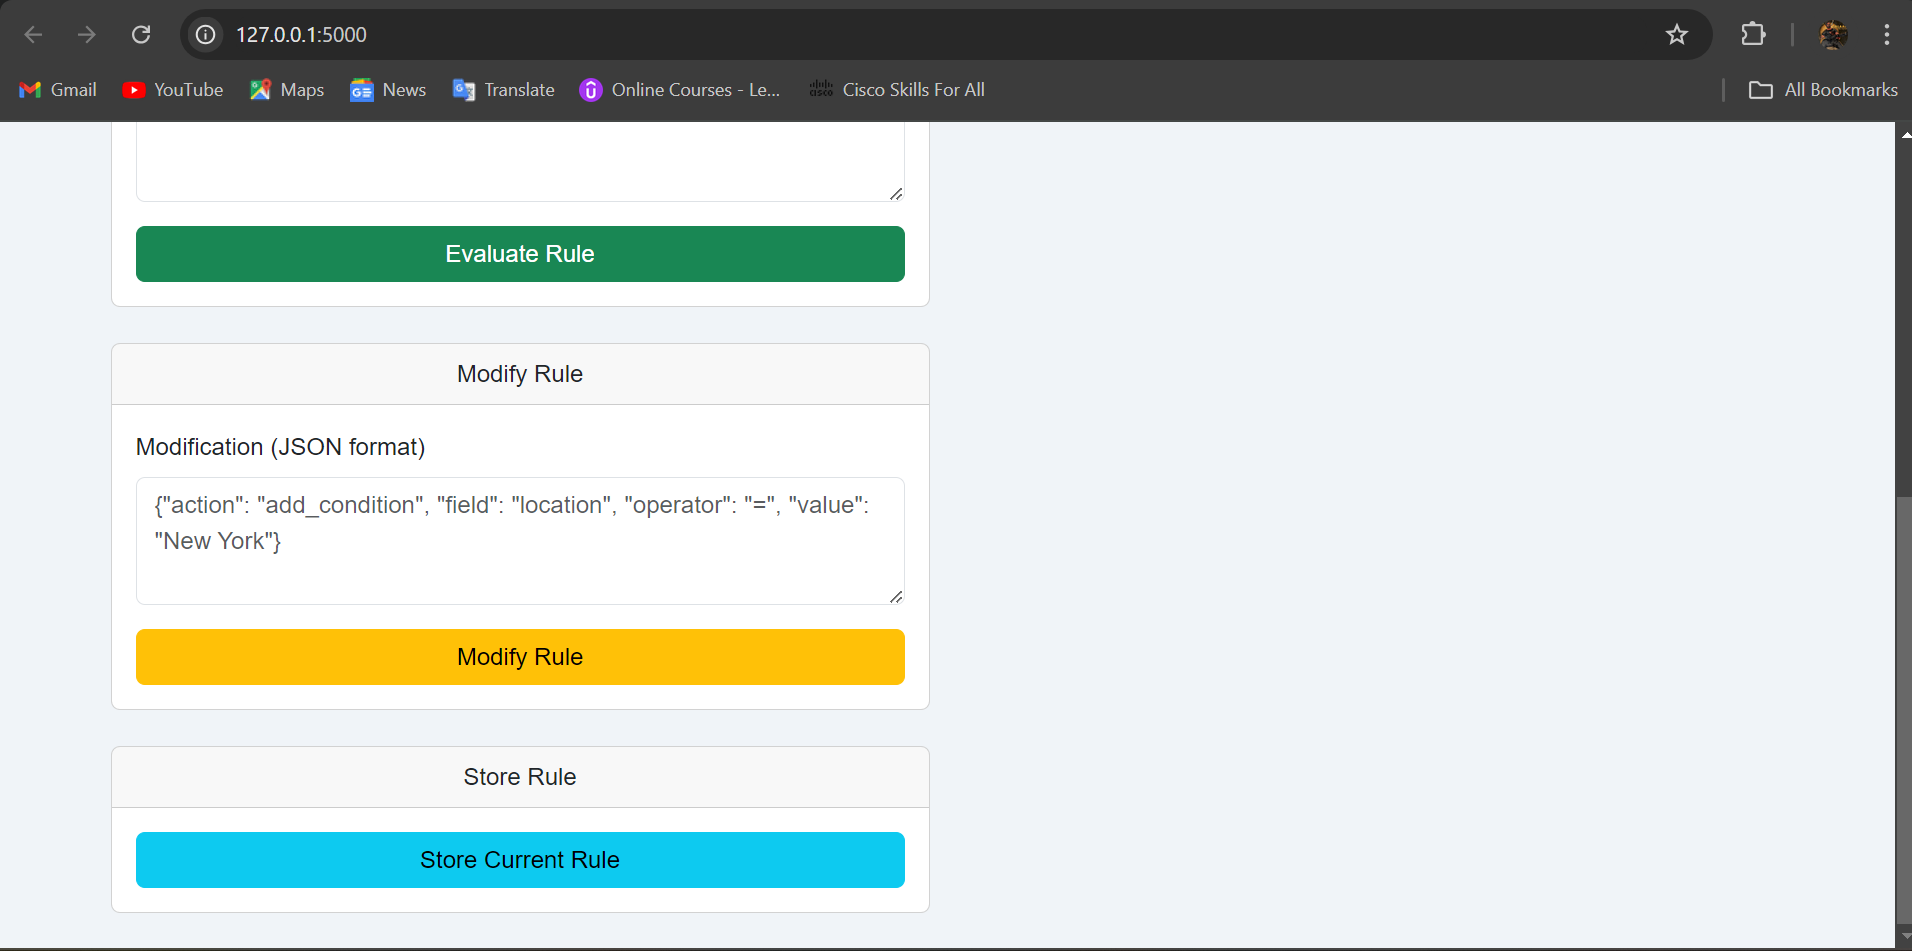 127.0.0.1:5000
Gmail YouTube Maps News Translate Online Courses - Le... Cisco Skills For All All Bookmarks
Evaluate Rule
Modify Rule
Modification (JSON format)
{"action": "add_condition", "field": "location", "operator": "=", "value":
"New York"}
Modify Rule
Store Rule
Store Current Rule